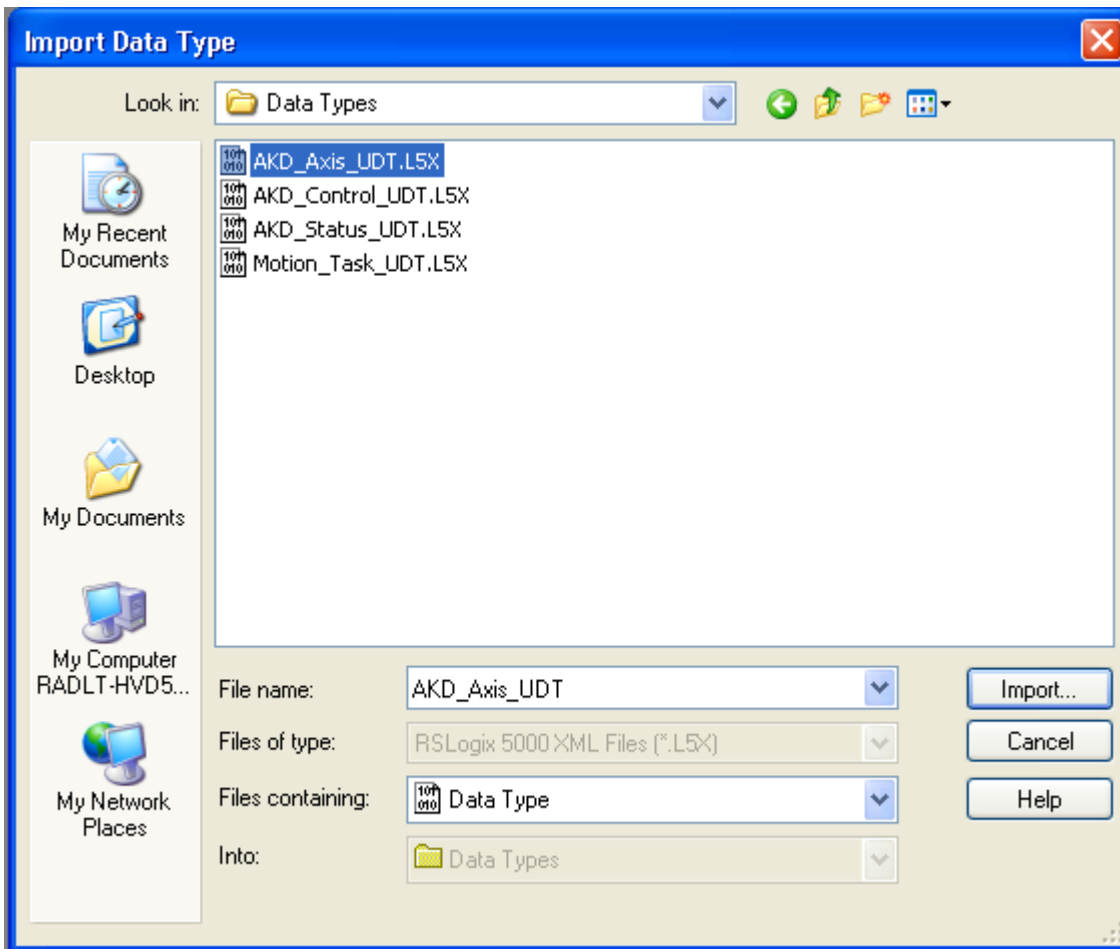 Import Data Type
Look in: Data Types
AKD_Axis_UDT.L5X
AKD_Control_UDT.L5X
AKD_Status_UDT.L5X
Motion_Task_UDT.L5X
My Recent
Documents
Desktop
My Documents
My Computer
RADLT-HVD5...
My Network
Places
File name: AKD_Axis_UDT Import...
Files of type: RSLogix 5000 XML Files (*.L5X) Cancel
Files containing: Data Type Help
Into: Data Types